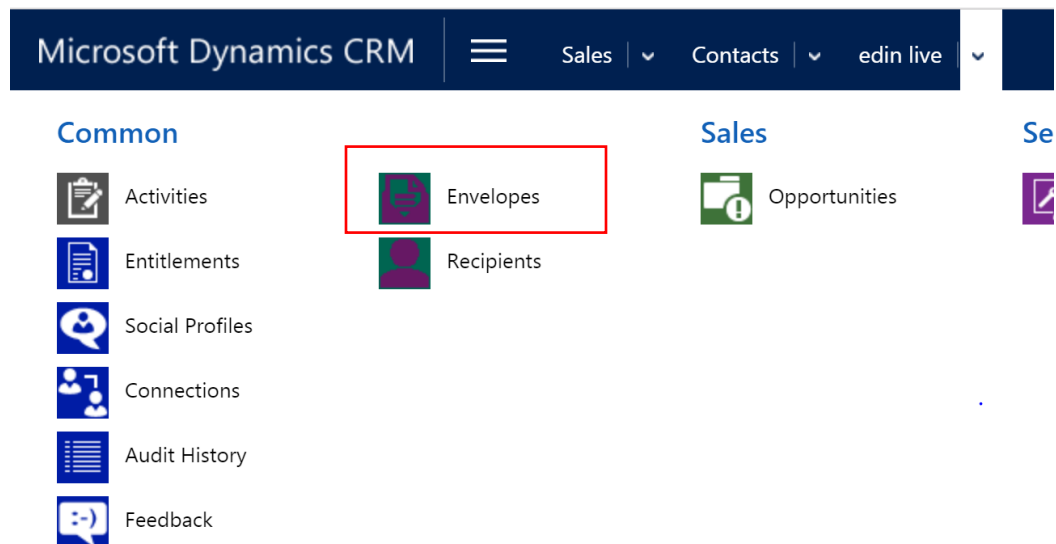 Microsoft Dynamics CRM Sales Contacts edin live
Common Sales Se
Activities Envelopes Opportunities
Entitlements Recipients
Social Profiles
Connections
Audit History
:-) Feedback